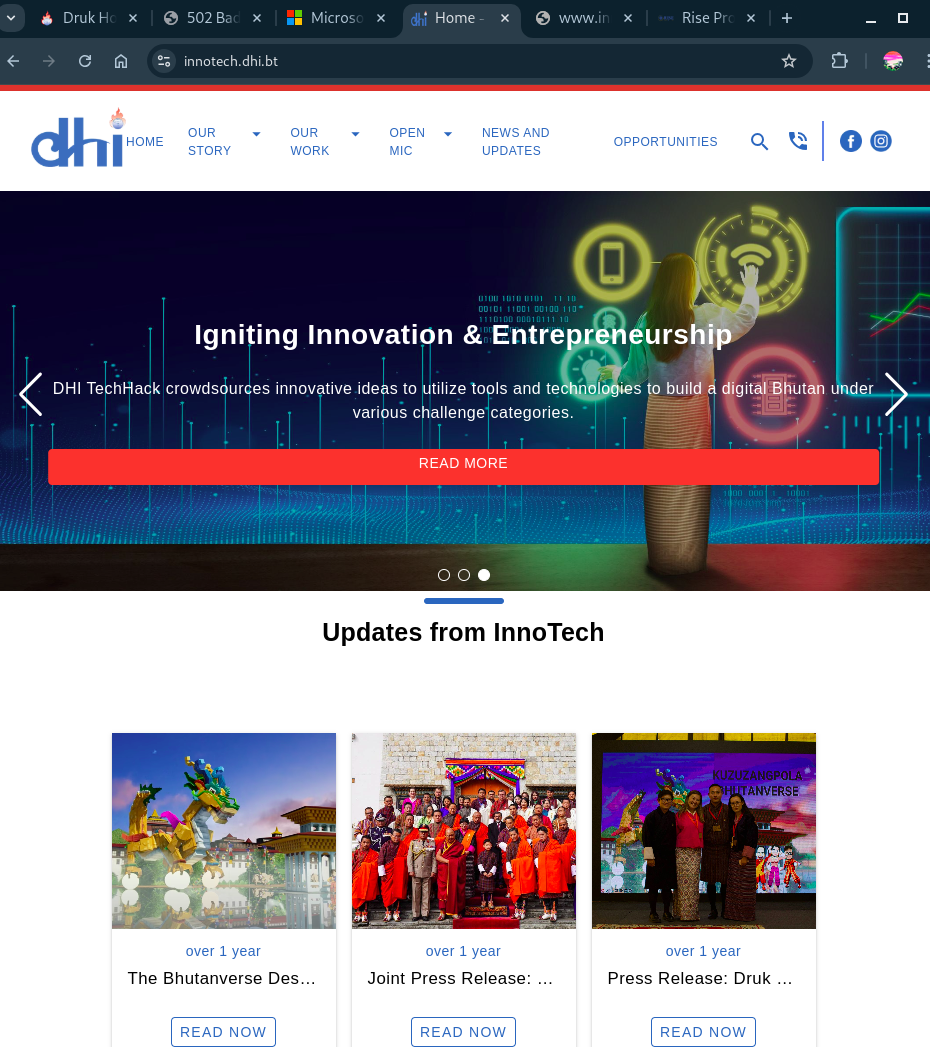 Druk Ho
502 Bad
Microso
Home -
www.in
Rise Pro
innotech.dhi.bt
dhi
HOME
OUR STORY
OUR WORK
OPEN MIC
NEWS AND UPDATES
OPPORTUNITIES
Igniting Innovation & Entrepreneurship
DHI TechHack crowdsources innovative ideas to utilize tools and technologies to build a digital Bhutan under
various challenge categories.
READ MORE
Updates from InnoTech
KUZUZANGPOLA
BHUTANVERSE
over 1 year
over 1 year
over 1 year
The Bhutanverse Des...
Joint Press Release: ...
Press Release: Druk ...
READ NOW
READ NOW
READ NOW